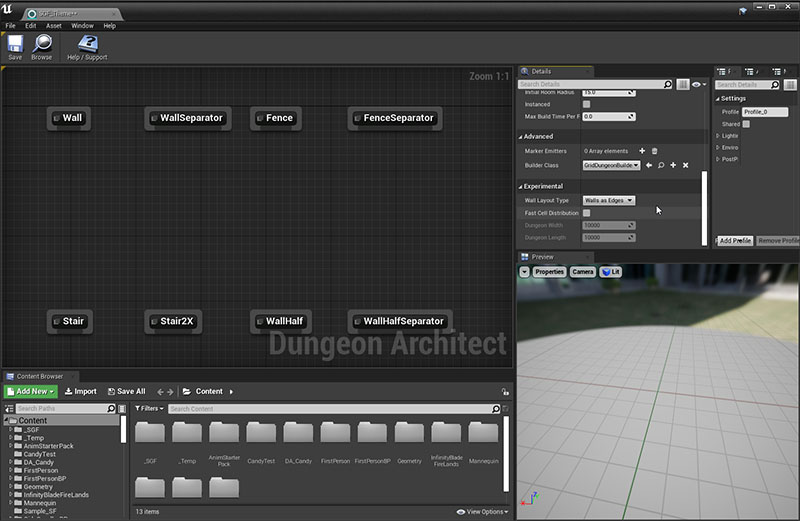 File Edit Asset Window Help
Save Browse Help / Support
Zoom 1:1
Wall WallSeparator Fence FenceSeparator
Stair Stair2X WallHalf WallHalfSeparator
Dungeon Architect
Details
Search Details
Initial Room Radius 15.0
Instanced
Max Build Time Per F 0.0
Advanced
Marker Emitters 0 Array elements
Builder Class GridDungeonBuilde
Experimental
Wall Layout Type Walls as Edges
Fast Cell Distribution
Dungeon Width 10000
Dungeon Length 10000
Search Details
Settings
Profile Profile_0
Shared
Lightin
Enviro
PostP
Add Profile Remove Profile
Preview
Properties Camera Lit
Content Browser
Add New Import Save All Content
Search Paths
Content
_SGF
_Temp
AnimStarterPack
CandyTest
DA_Candy
FirstPerson
FirstPersonBP
Geometry
InfinityBladeFireLands
Mannequin
Sample_SF
Filters Search Content
_SGF _Temp AnimStarter Pack CandyTest DA_Candy FirstPerson FirstPersonBP Geometry InfinityBlade FireLands Mannequin
13 items View Options